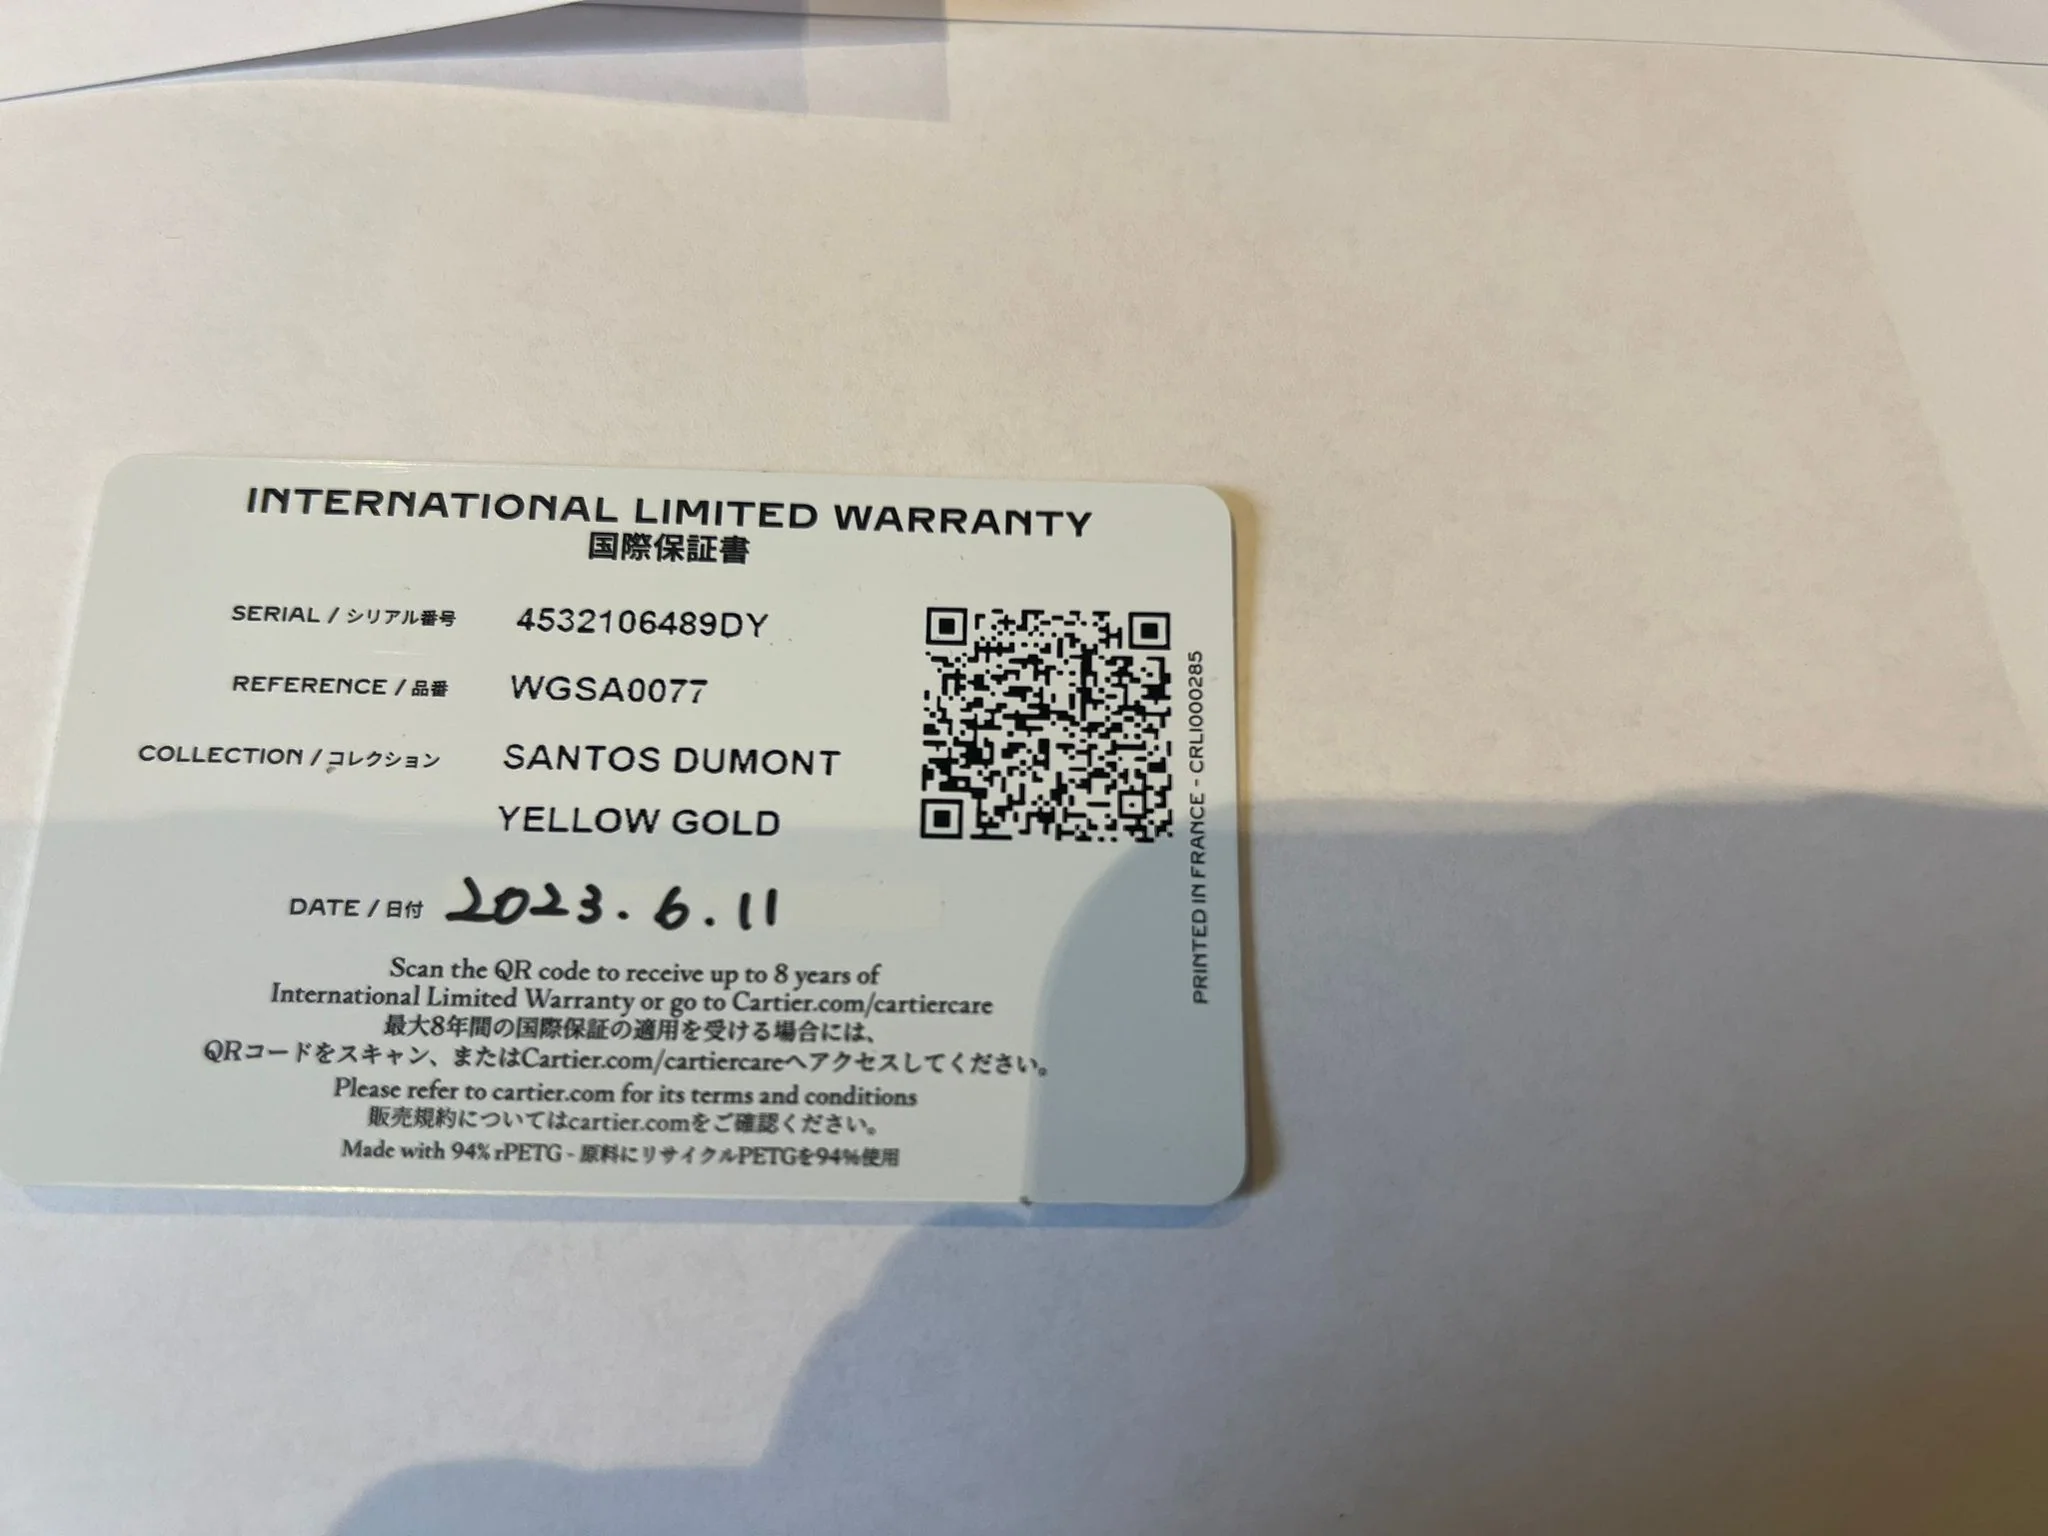 INTERNATIONAL LIMITED WARRANTY
国際保証書
SERIAL / シリアル番号 4532106489DY
REFERENCE / 品番 WGSA0077
COLLECTION / コレクション SANTOS DUMONT
YELLOW GOLD
DATE / 日付 2023.6.11
Scan the QR code to receive up to 8 years of
International Limited Warranty or go to Cartier.com/cartiercare
最大8年間の国際保証の適用を受ける場合には、
QRコードをスキャン、またはCartier.com/cartiercareへアクセスしてください。
Please refer to cartier.com for its terms and conditions
販売規約についてはcartier.comをご確認ください。
Made with 94% rPETG - 原料にリサイクルPETGを94%使用
PRINTED IN FRANCE - CRLI000285